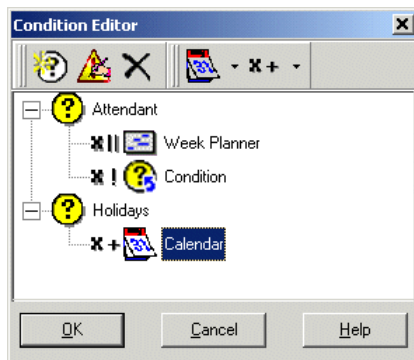 Condition Editor
Attendant
Week Planner
Condition
Holidays
Calendar
OK Cancel Help